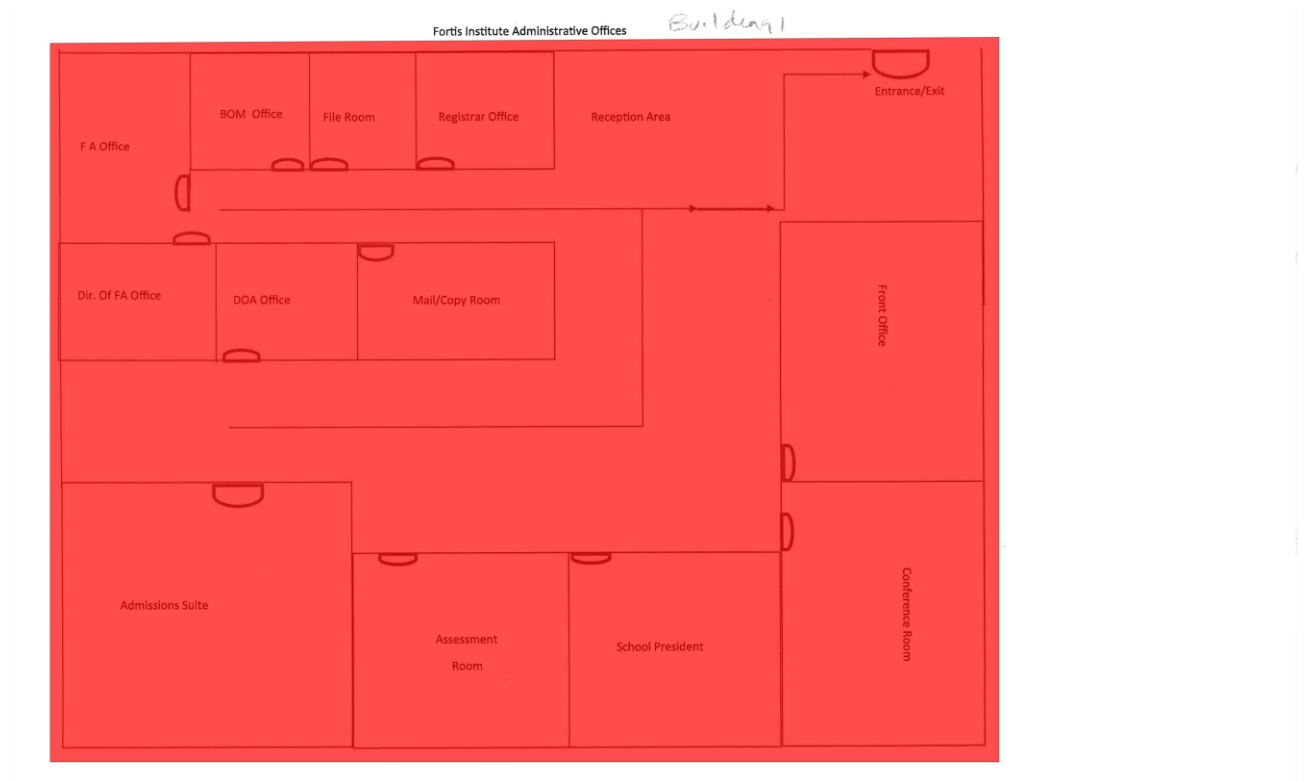 Fortis Institute Administrative Offices Building 1
Entrance/Exit
BOM Office
File Room
Registrar Office
Reception Area
F A Office
Dir. Of FA Office
DOA Office
Mail/Copy Room
Front Office
Admissions Suite
Assessment
Room
School President
Conference Room